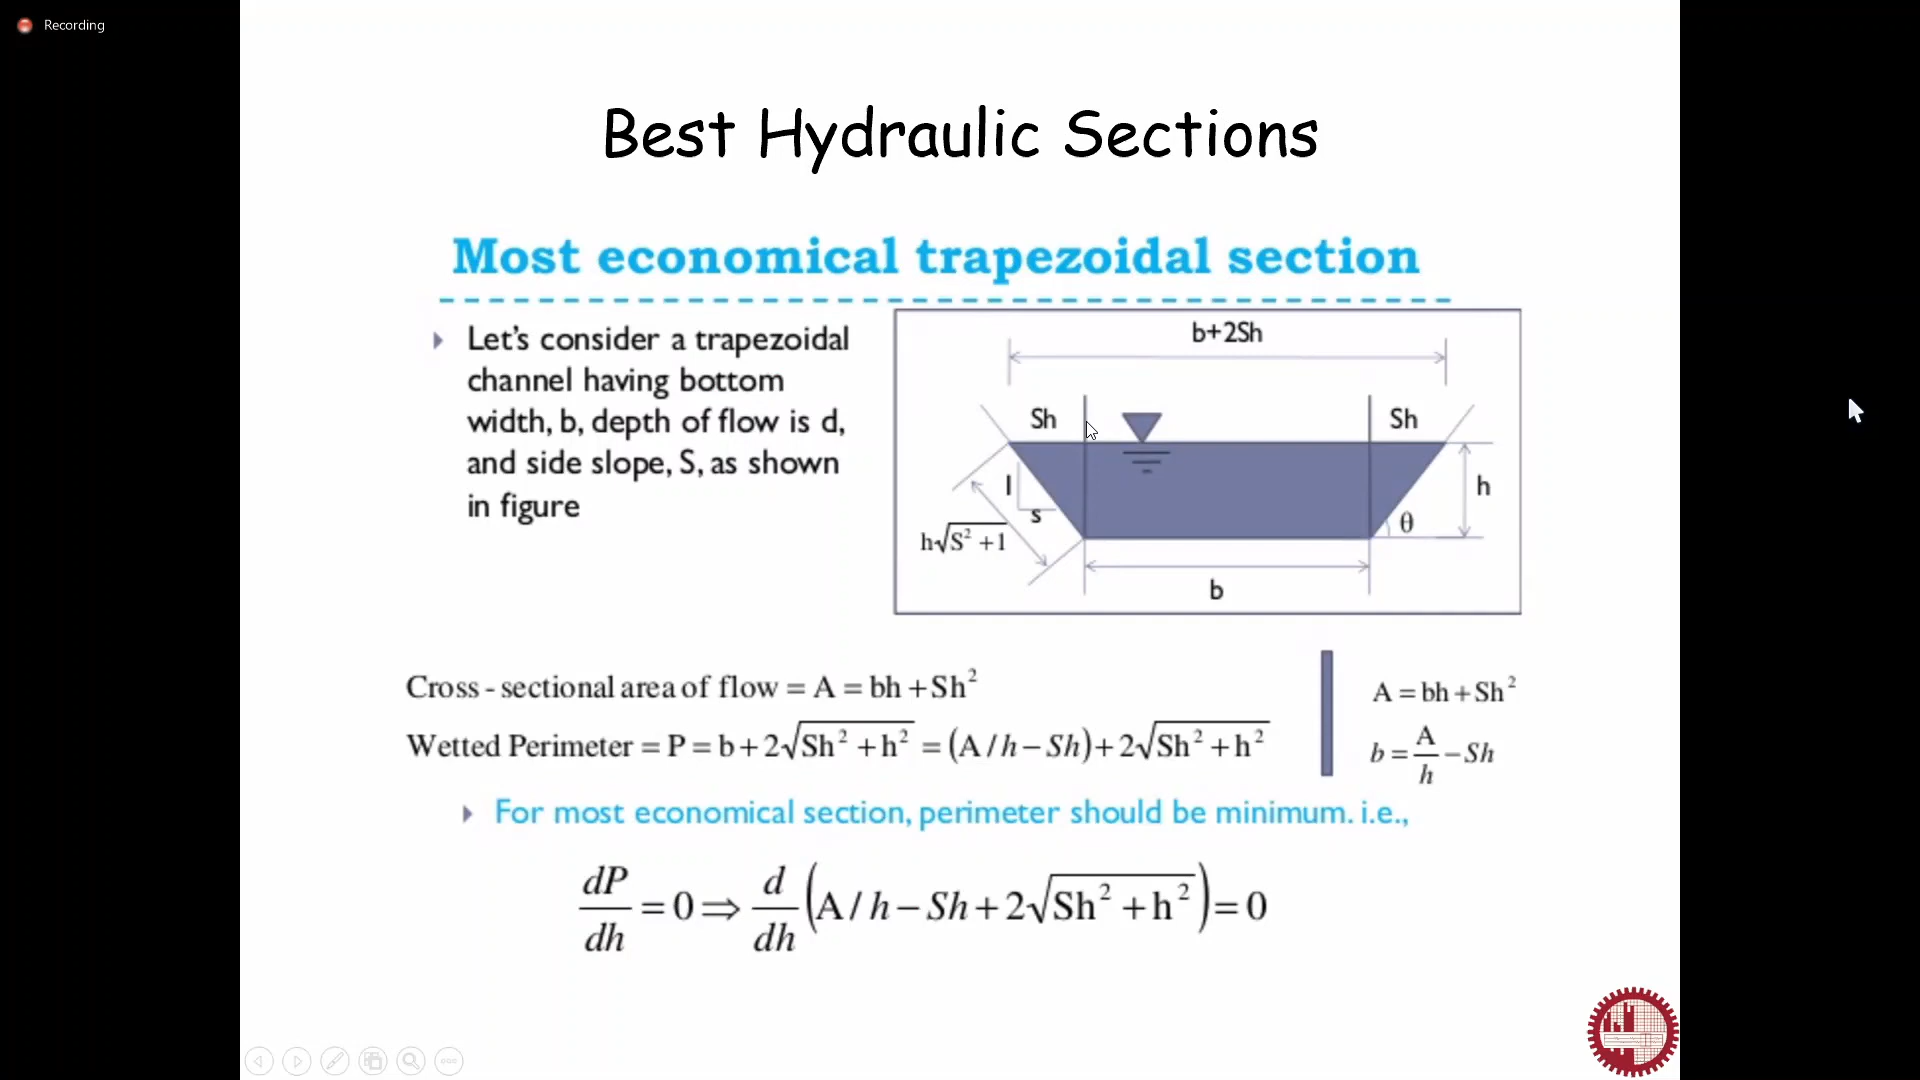 Recording
Best Hydraulic Sections
Most economical trapezoidal section
Let's consider a trapezoidal
channel having bottom
width, b, depth of flow is d,
and side slope, S, as shown
in figure
b+2Sh
Sh
Sh
1
s
h
θ
h√S² +1
b
Cross - sectional area of flow = A = bh + Sh²
Wetted Perimeter = P = b + 2√Sh² + h² = (A / h − Sh) + 2√Sh² + h²
A = bh + Sh²
b = A/h − Sh
For most economical section, perimeter should be minimum. i.e.,
dP/dh = 0 ⇒ d/dh (A / h − Sh + 2√Sh² + h²) = 0